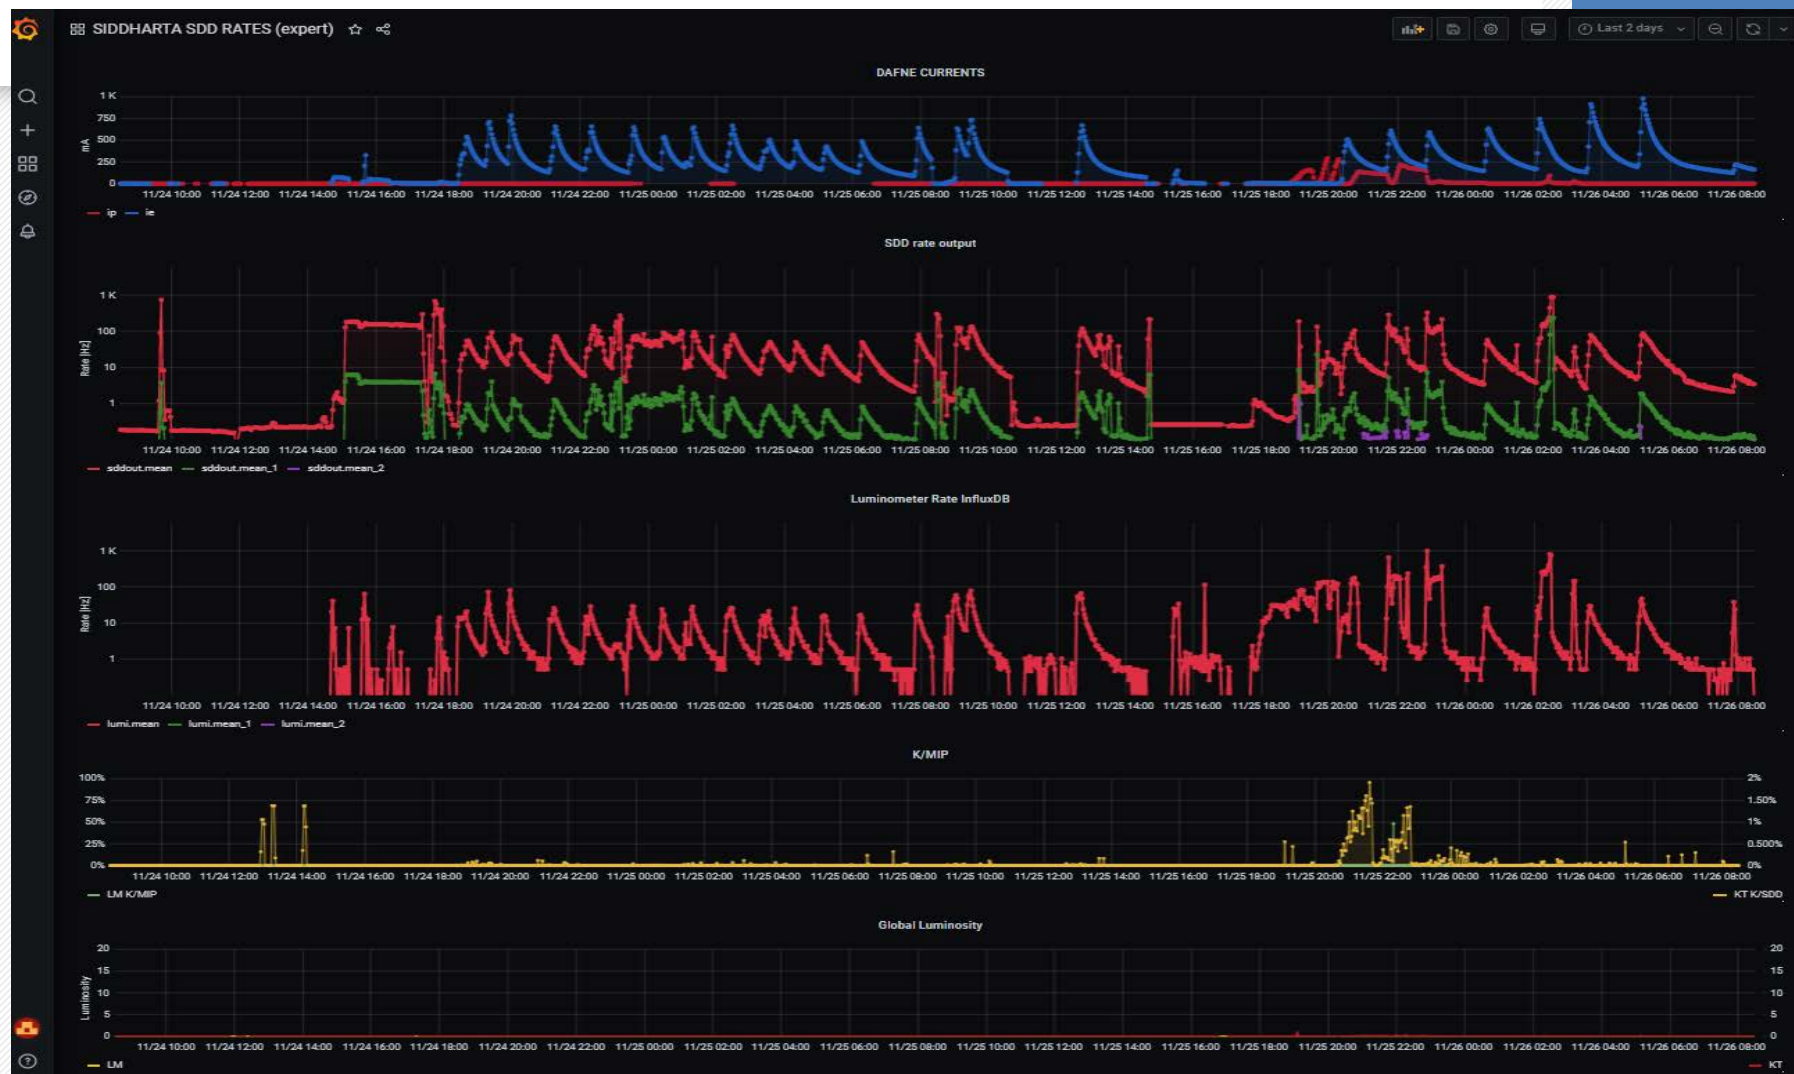 SIDDHARTA SDD RATES (expert)
Last 2 days
DAFNE CURRENTS
1 K
750
500
250
0
mA
11/24 10:00 11/24 12:00 11/24 14:00 11/24 16:00 11/24 18:00 11/24 20:00 11/24 22:00 11/25 00:00 11/25 02:00 11/25 04:00 11/25 06:00 11/25 08:00 11/25 10:00 11/25 12:00 11/25 14:00 11/25 16:00 11/25 18:00 11/25 20:00 11/25 22:00 11/26 00:00 11/26 02:00 11/26 04:00 11/26 06:00 11/26 08:00
ip ie
SDD rate output
1 K
100
10
1
Rate [Hz]
11/24 10:00 11/24 12:00 11/24 14:00 11/24 16:00 11/24 18:00 11/24 20:00 11/24 22:00 11/25 00:00 11/25 02:00 11/25 04:00 11/25 06:00 11/25 08:00 11/25 10:00 11/25 12:00 11/25 14:00 11/25 16:00 11/25 18:00 11/25 20:00 11/25 22:00 11/26 00:00 11/26 02:00 11/26 04:00 11/26 06:00 11/26 08:00
sddout.mean sddout.mean_1 sddout.mean_2
Luminometer Rate InfluxDB
1 K
100
10
1
Rate [Hz]
11/24 10:00 11/24 12:00 11/24 14:00 11/24 16:00 11/24 18:00 11/24 20:00 11/24 22:00 11/25 00:00 11/25 02:00 11/25 04:00 11/25 06:00 11/25 08:00 11/25 10:00 11/25 12:00 11/25 14:00 11/25 16:00 11/25 18:00 11/25 20:00 11/25 22:00 11/26 00:00 11/26 02:00 11/26 04:00 11/26 06:00 11/26 08:00
lumi.mean lumi.mean_1 lumi.mean_2
K/MIP
100% 2%
75% 1.50%
50% 1%
25% 0.500%
0% 0%
11/24 10:00 11/24 12:00 11/24 14:00 11/24 16:00 11/24 18:00 11/24 20:00 11/24 22:00 11/25 00:00 11/25 02:00 11/25 04:00 11/25 06:00 11/25 08:00 11/25 10:00 11/25 12:00 11/25 14:00 11/25 16:00 11/25 18:00 11/25 20:00 11/25 22:00 11/26 00:00 11/26 02:00 11/26 04:00 11/26 06:00 11/26 08:00
LM K/MIP KT K/SDD
Global Luminosity
20 20
15 15
10 10
5 5
0 0
Luminosity
11/24 10:00 11/24 12:00 11/24 14:00 11/24 16:00 11/24 18:00 11/24 20:00 11/24 22:00 11/25 00:00 11/25 02:00 11/25 04:00 11/25 06:00 11/25 08:00 11/25 10:00 11/25 12:00 11/25 14:00 11/25 16:00 11/25 18:00 11/25 20:00 11/25 22:00 11/26 00:00 11/26 02:00 11/26 04:00 11/26 06:00 11/26 08:00
LM KT